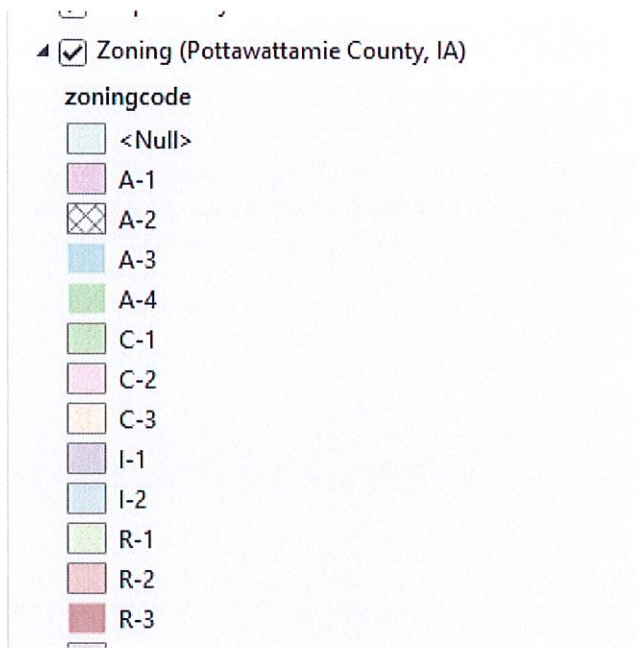 Zoning (Pottawattamie County, IA)
zoningcode
<Null>
A-1
A-2
A-3
A-4
C-1
C-2
C-3
I-1
I-2
R-1
R-2
R-3